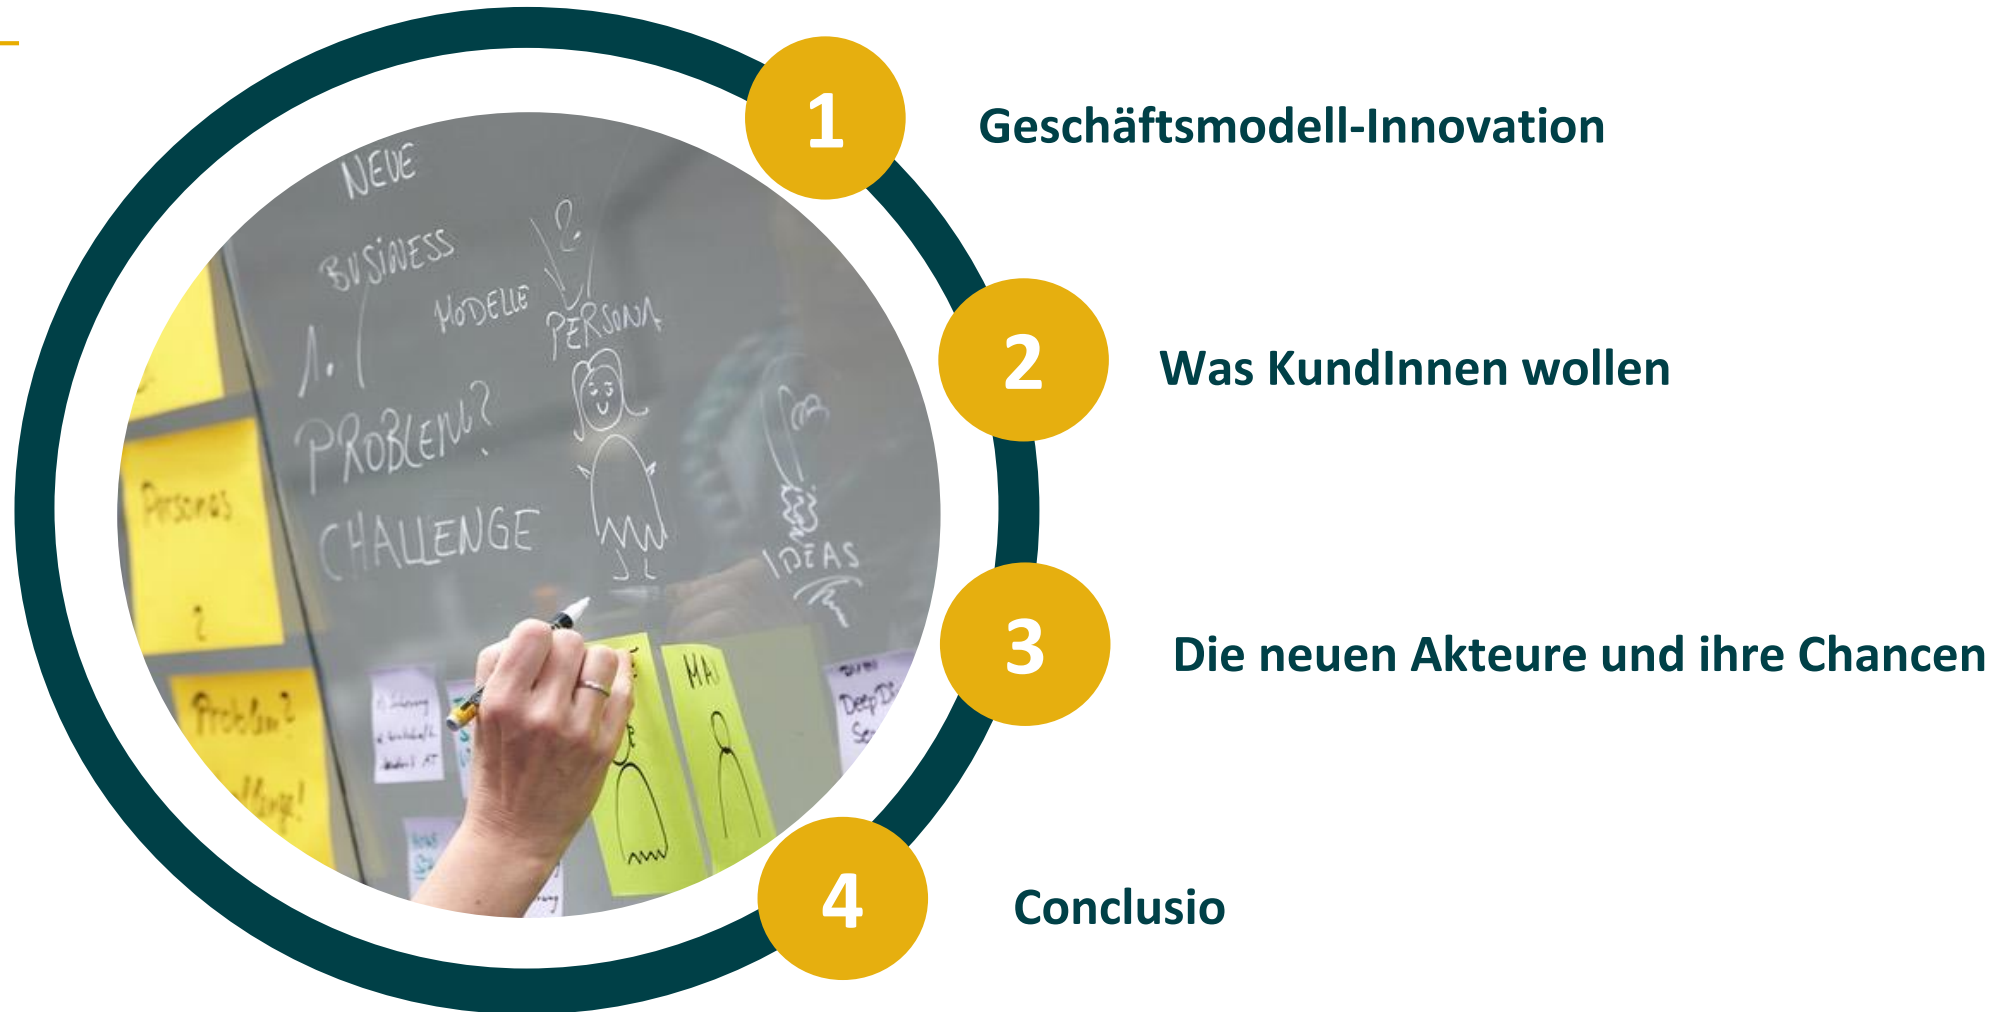 1
Geschäftsmodell-Innovation
2
Was KundInnen wollen
3
Die neuen Akteure und ihre Chancen
4
Conclusio
NEUE
BUSINESS
MODELLE
?
PERSONA
1.
PROBLEM?
CHALLENGE
IDEAS
Personas
?
Problem?
MA